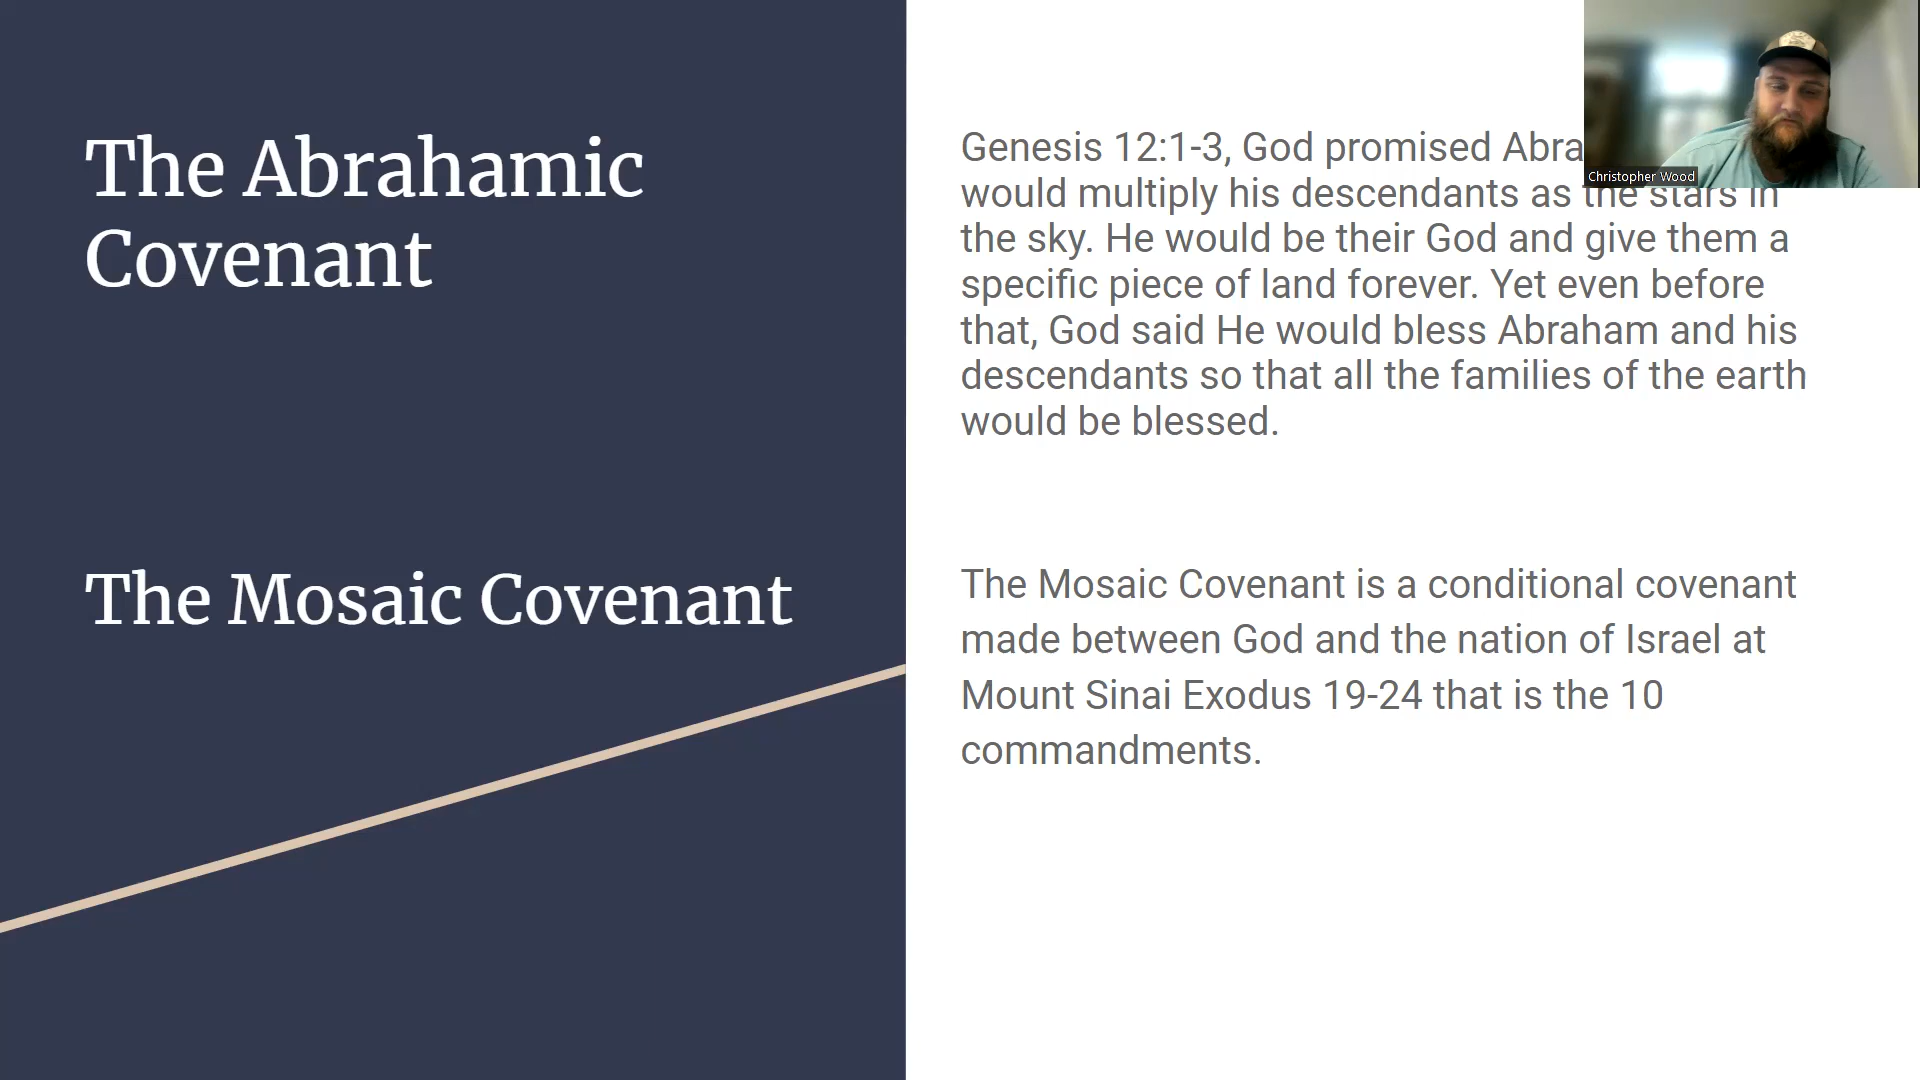 The Abrahamic
Covenant
Genesis 12:1-3, God promised Abra
would multiply his descendants as the stars in
the sky. He would be their God and give them a
specific piece of land forever. Yet even before
that, God said He would bless Abraham and his
descendants so that all the families of the earth
would be blessed.
The Mosaic Covenant
The Mosaic Covenant is a conditional covenant
made between God and the nation of Israel at
Mount Sinai Exodus 19-24 that is the 10
commandments.
Christopher Wood